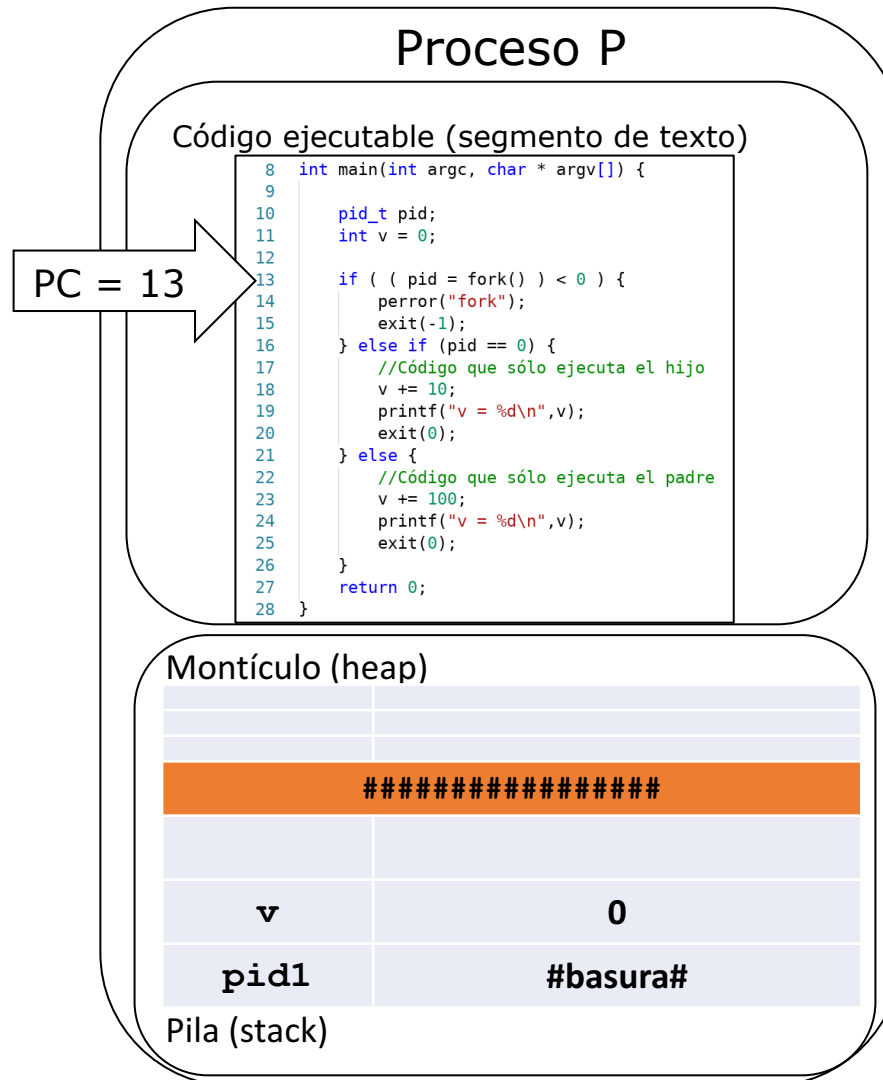 Proceso P
Código ejecutable (segmento de texto)
PC = 13
8 int main(int argc, char * argv[]) {
9
10 pid_t pid;
11 int v = 0;
12
13 if ( ( pid = fork() ) < 0 ) {
14 perror("fork");
15 exit(-1);
16 } else if (pid == 0) {
17 //Código que sólo ejecuta el hijo
18 v += 10;
19 printf("v = %d\n",v);
20 exit(0);
21 } else {
22 //Código que sólo ejecuta el padre
23 v += 100;
24 printf("v = %d\n",v);
25 exit(0);
26 }
27 return 0;
28 }
Montículo (heap)
#################
v 0
pid1 #basura#
Pila (stack)